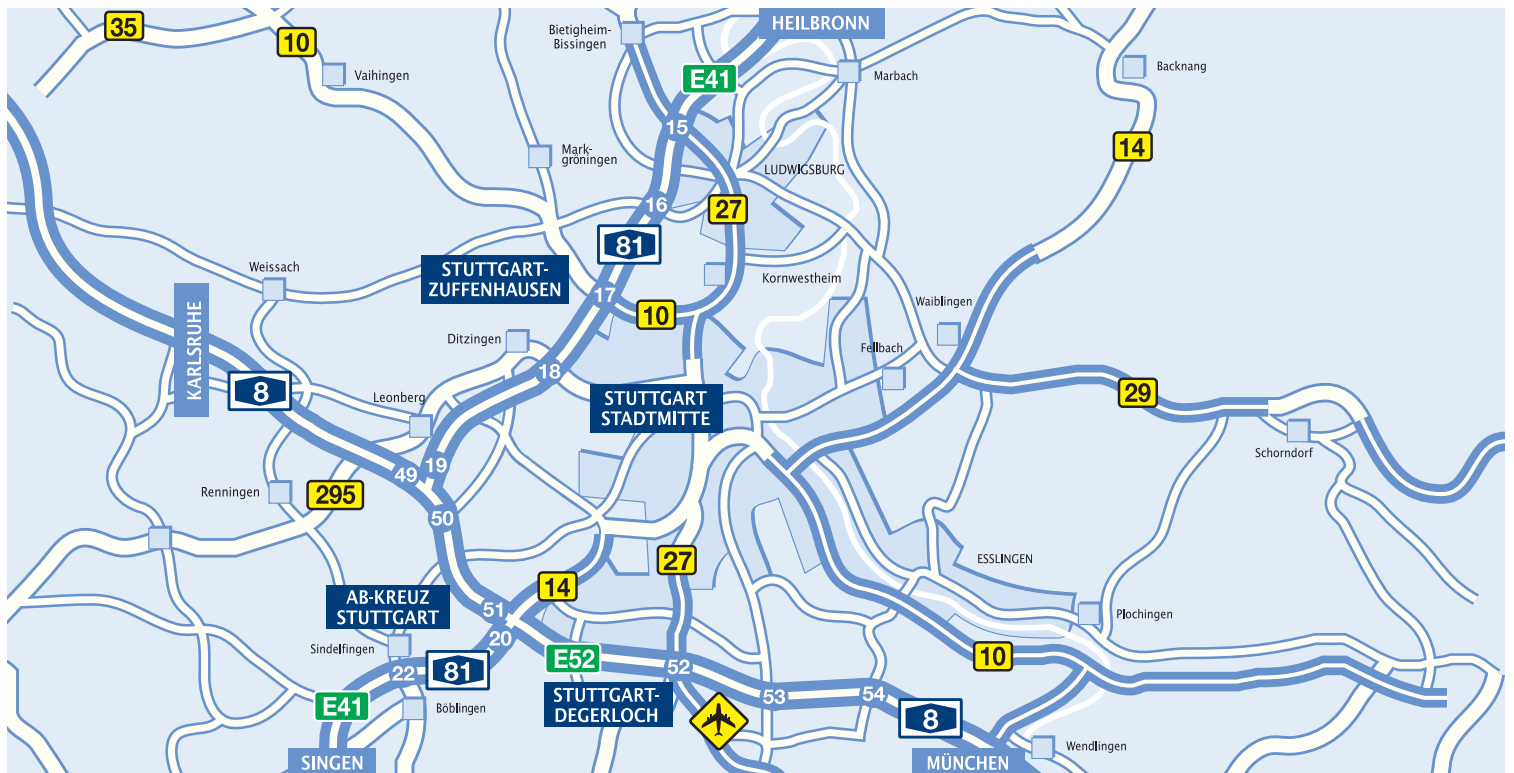 HEILBRONN
35
10
Bietigheim-
Bissingen
Vaihingen
E41
Marbach
Backnang
15
14
Mark-
gröningen
LUDWIGSBURG
16
27
81
Weissach
STUTTGART-
ZUFFENHAUSEN
17
Kornwestheim
10
Waiblingen
KARLSRUHE
Ditzingen
Fellbach
18
8
Leonberg
STUTTGART
STADTMITTE
29
Schorndorf
49
19
Renningen
295
50
ESSLINGEN
27
14
AB-KREUZ
STUTTGART
51
Plochingen
20
Sindelfingen
22
81
E52
52
10
E41
Böblingen
STUTTGART-
DEGERLOCH
53
54
8
Wendlingen
SINGEN
MÜNCHEN